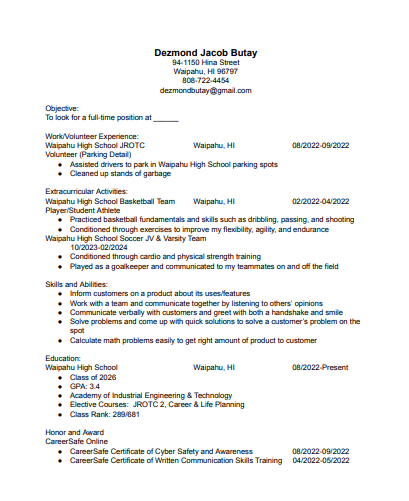 Dezmond Jacob Butay
94-1150 Hina Street
Waipahu, HI 96797
808-722-4454
dezmondbutay@gmail.com
Objective:
To look for a full-time position at ______
Work/Volunteer Experience:
Waipahu High School JROTC Waipahu, HI 08/2022-09/2022
Volunteer (Parking Detail)
● Assisted drivers to park in Waipahu High School parking spots
● Cleaned up stands of garbage
Extracurricular Activities:
Waipahu High School Basketball Team Waipahu, HI 02/2022-04/2022
Player/Student Athlete
● Practiced basketball fundamentals and skills such as dribbling, passing, and shooting
● Conditioned through exercises to improve my flexibility, agility, and endurance
Waipahu High School Soccer JV & Varsity Team
10/2023-02/2024
● Conditioned through cardio and physical strength training
● Played as a goalkeeper and communicated to my teammates on and off the field
Skills and Abilities:
● Inform customers on a product about its uses/features
● Work with a team and communicate together by listening to others' opinions
● Communicate verbally with customers and greet with both a handshake and smile
● Solve problems and come up with quick solutions to solve a customer's problem on the
spot
● Calculate math problems easily to get right amount of product to customer
Education:
Waipahu High School Waipahu, HI 08/2022-Present
● Class of 2026
● GPA: 3.4
● Academy of Industrial Engineering & Technology
● Elective Courses: JROTC 2, Career & Life Planning
● Class Rank: 289/681
Honor and Award
CareerSafe Online
● CareerSafe Certificate of Cyber Safety and Awareness 08/2022-09/2022
● CareerSafe Certificate of Written Communication Skills Training 04/2022-05/2022